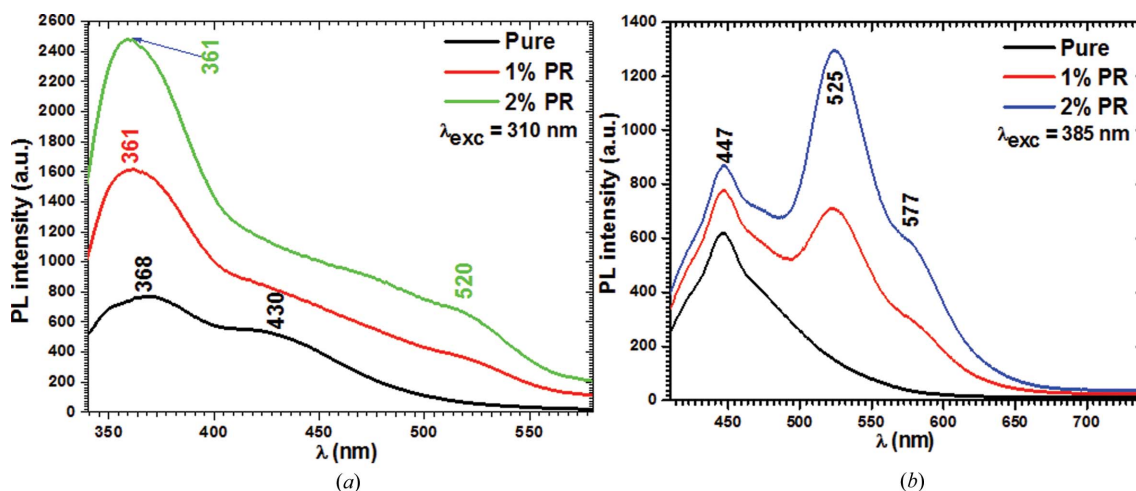 PL intensity (a.u.)
2600
2400
2200
2000
1800
1600
1400
1200
1000
800
600
400
200
0
350
400
450
500
550
λ (nm)
Pure
1% PR
2% PR
λexc = 310 nm
361
361
368
430
520
(a)
PL intensity (a.u.)
1400
1200
1000
800
600
400
200
0
450
500
550
600
650
700
λ (nm)
Pure
1% PR
2% PR
λexc = 385 nm
447
525
577
(b)